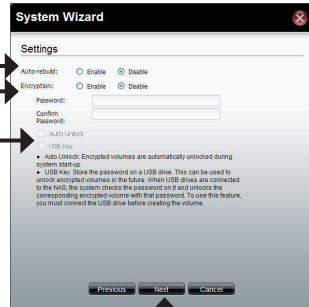 System Wizard
Settings
Auto-rebuild: Enable Disable
Encryption: Enable Disable
Password:
Confirm
Password:
Auto Unlock
USB Key
● Auto Unlock: Encrypted volumes are automatically unlocked during
system start-up.
● USB Key: Store the password on a USB drive. This can be used to
unlock encrypted volumes in the future. When USB drives are connected
to the NAS, the system checks the password on it and unlocks the
corresponding encrypted volume with that password. To use this feature,
you must connect the USB drive before creating the volume.
Previous Next Cancel